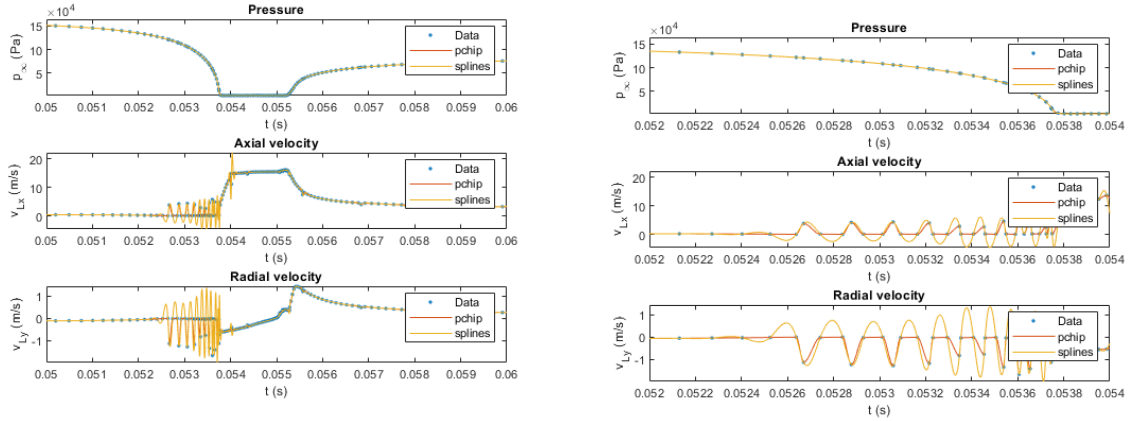 Pressure
×10⁴
p∞ (Pa)
15
10
5
Data
pchip
splines
0.05 0.051 0.052 0.053 0.054 0.055 0.056 0.057 0.058 0.059 0.06
t (s)
Axial velocity
v_Lx (m/s)
20
10
0
Data
pchip
splines
0.05 0.051 0.052 0.053 0.054 0.055 0.056 0.057 0.058 0.059 0.06
t (s)
Radial velocity
v_Ly (m/s)
1
0
-1
Data
pchip
splines
0.05 0.051 0.052 0.053 0.054 0.055 0.056 0.057 0.058 0.059 0.06
t (s)
Pressure
×10⁴
p∞ (Pa)
15
10
5
Data
pchip
splines
0.052 0.0522 0.0524 0.0526 0.0528 0.053 0.0532 0.0534 0.0536 0.0538 0.054
t (s)
Axial velocity
v_Lx (m/s)
20
10
0
Data
pchip
splines
0.052 0.0522 0.0524 0.0526 0.0528 0.053 0.0532 0.0534 0.0536 0.0538 0.054
t (s)
Radial velocity
v_Ly (m/s)
1
0
-1
Data
pchip
splines
0.052 0.0522 0.0524 0.0526 0.0528 0.053 0.0532 0.0534 0.0536 0.0538 0.054
t (s)